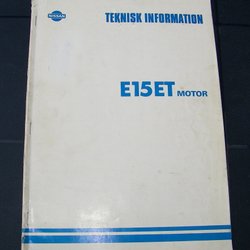 NISSAN
TEKNISK INFORMATION
E15ET MOTOR